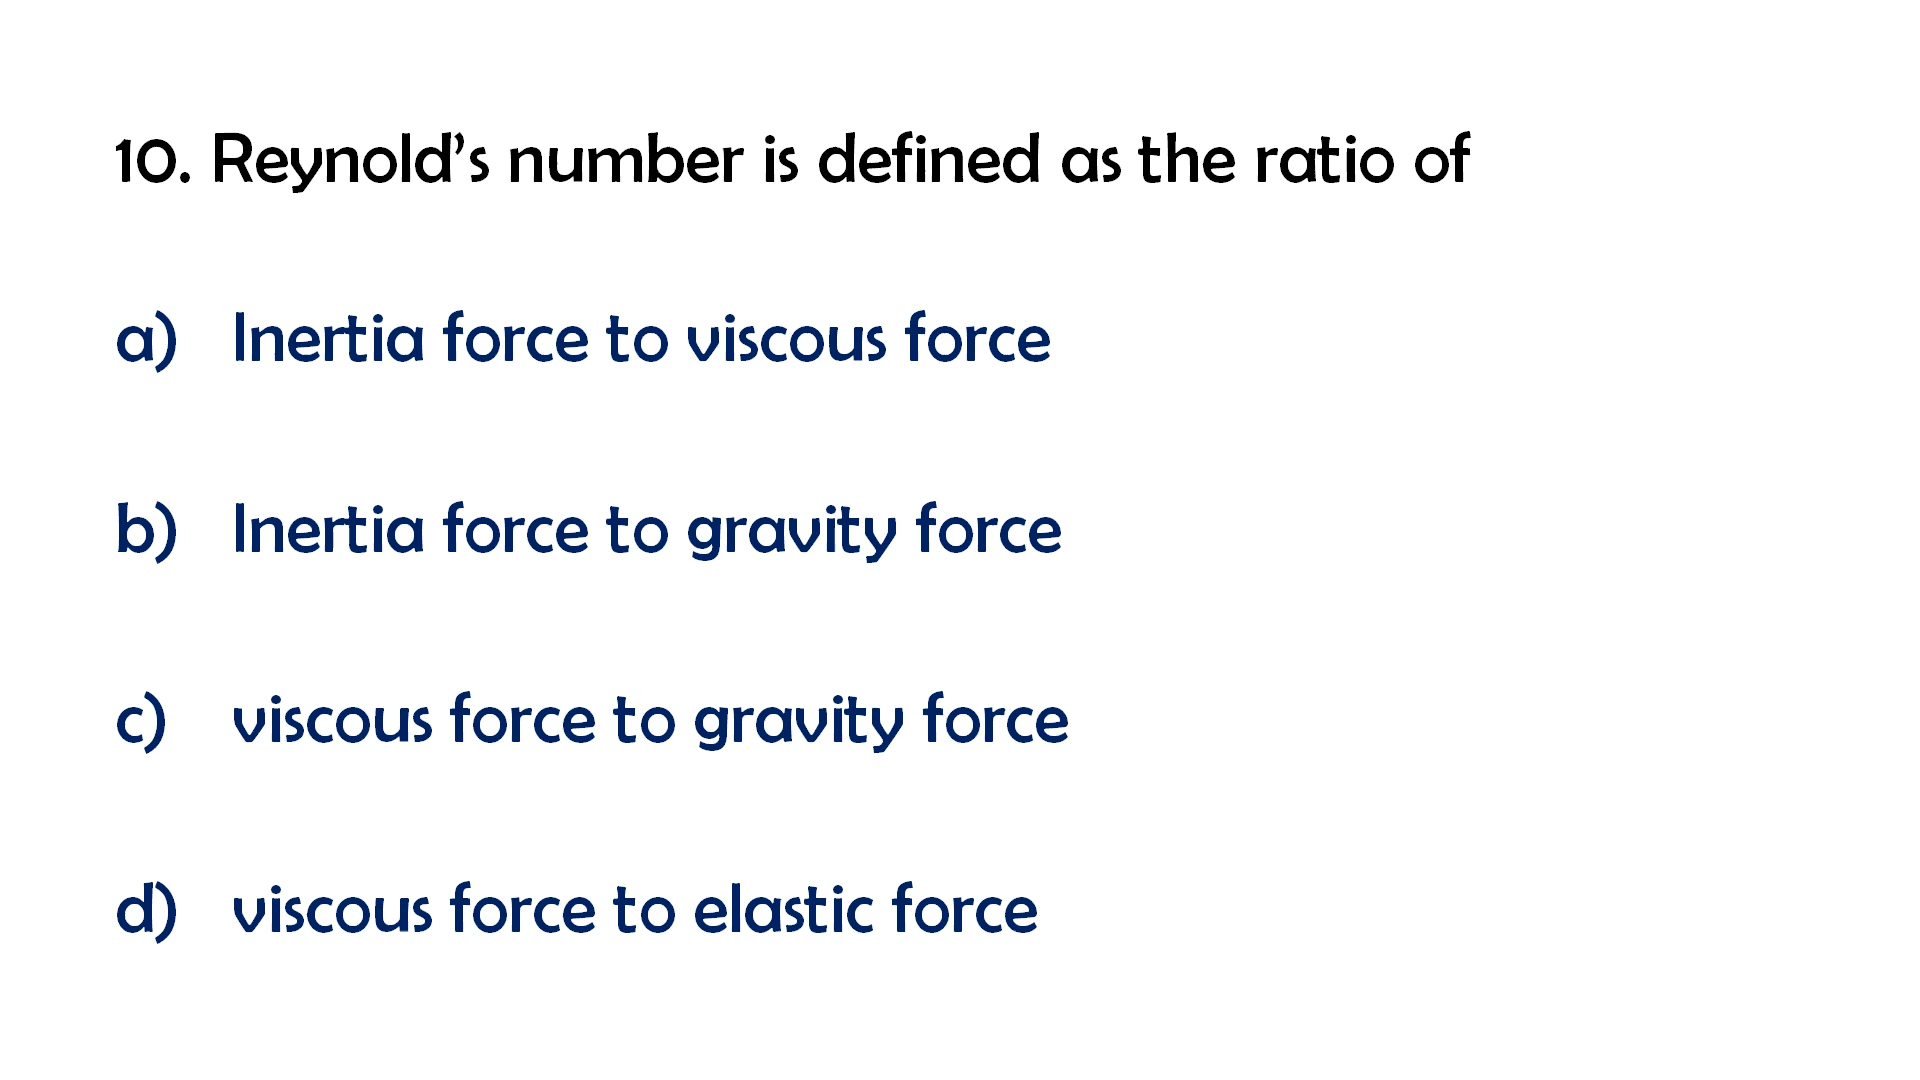 10. Reynold’s number is defined as the ratio of
a) Inertia force to viscous force
b) Inertia force to gravity force
c) viscous force to gravity force
d) viscous force to elastic force